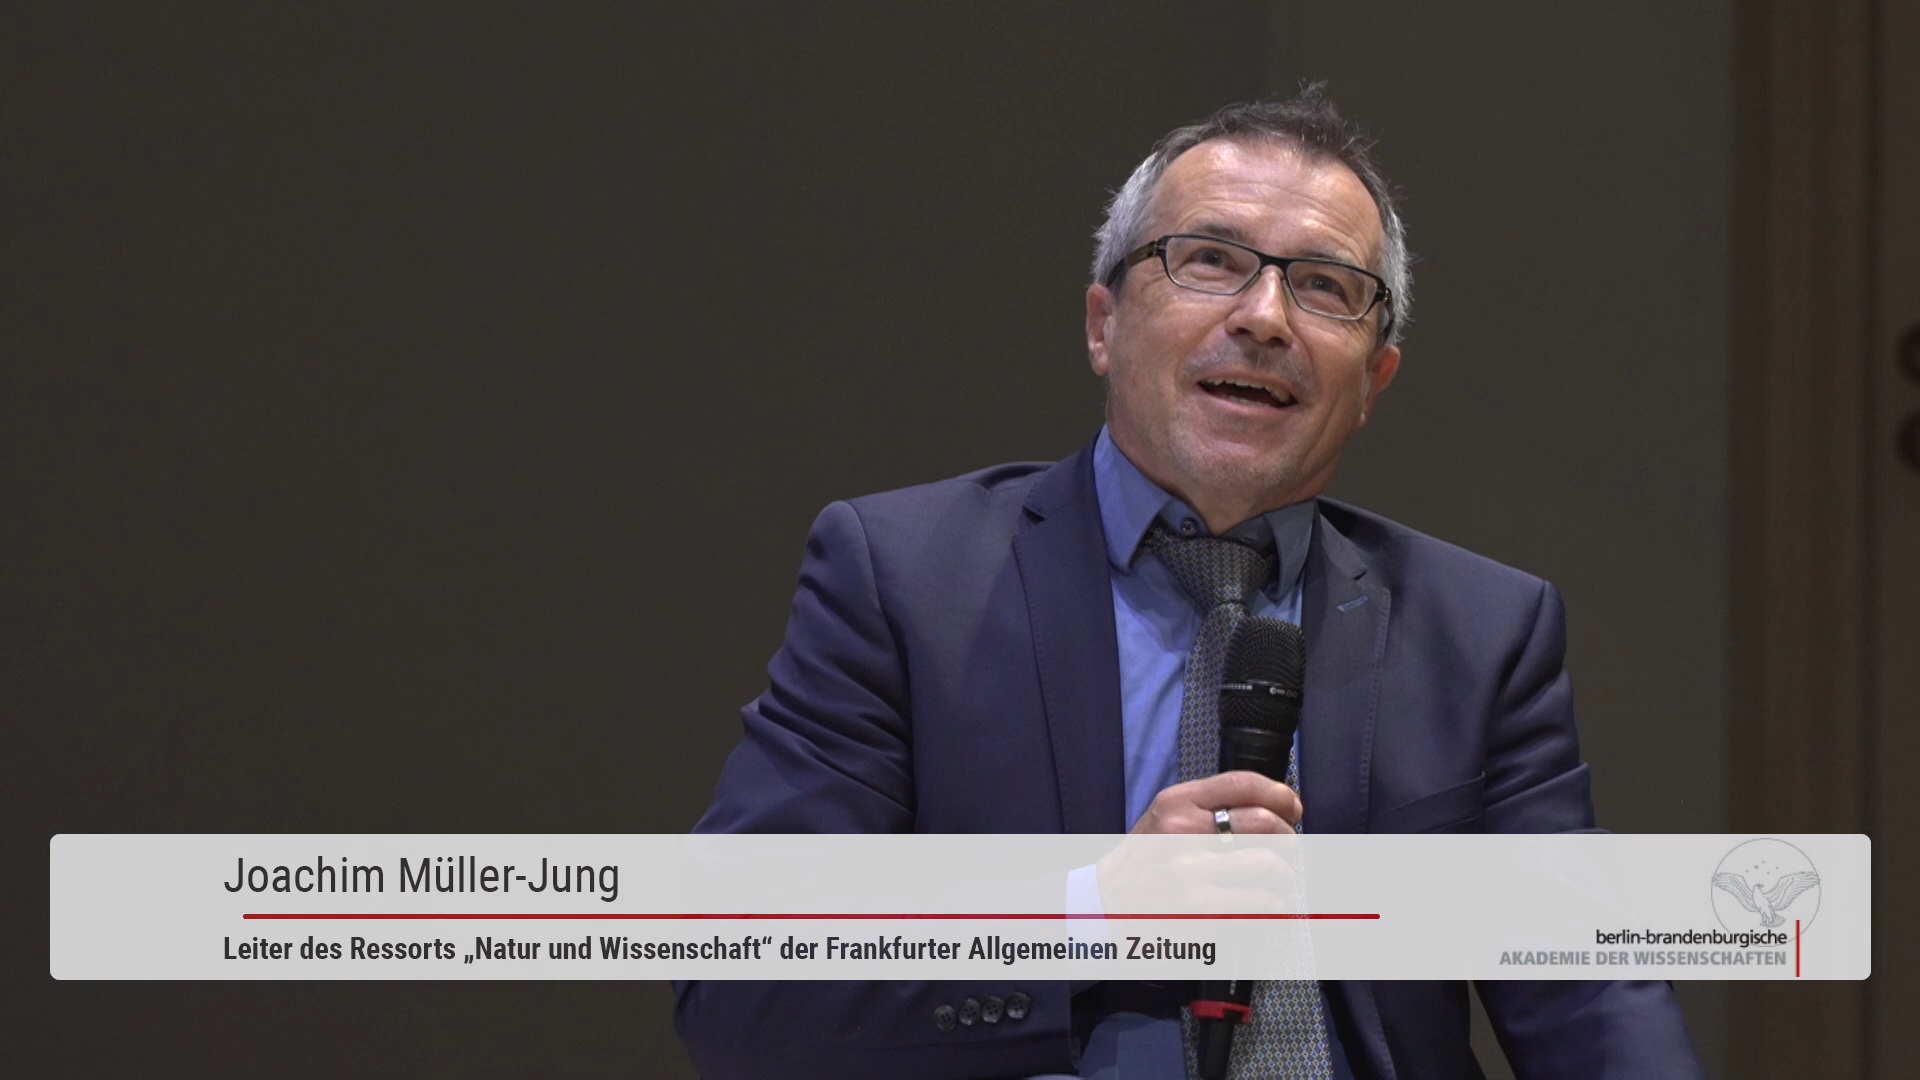 Joachim Müller-Jung
Leiter des Ressorts „Natur und Wissenschaft“ der Frankfurter Allgemeinen Zeitung
berlin-brandenburgische
AKADEMIE DER WISSENSCHAFTEN